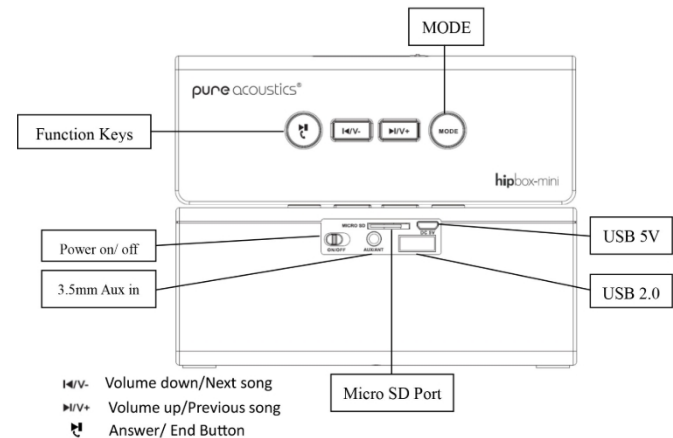 MODE
pure acoustics®
Function Keys
I◀/V-
▶I/V+
MODE
hipbox-mini
MICRO SD
DC 5V
USB 5V
Power on/ off
ON/OFF
AUX/ANT
3.5mm Aux in
USB 2.0
Micro SD Port
I◀/V- Volume down/Next song
▶I/V+ Volume up/Previous song
Answer/ End Button